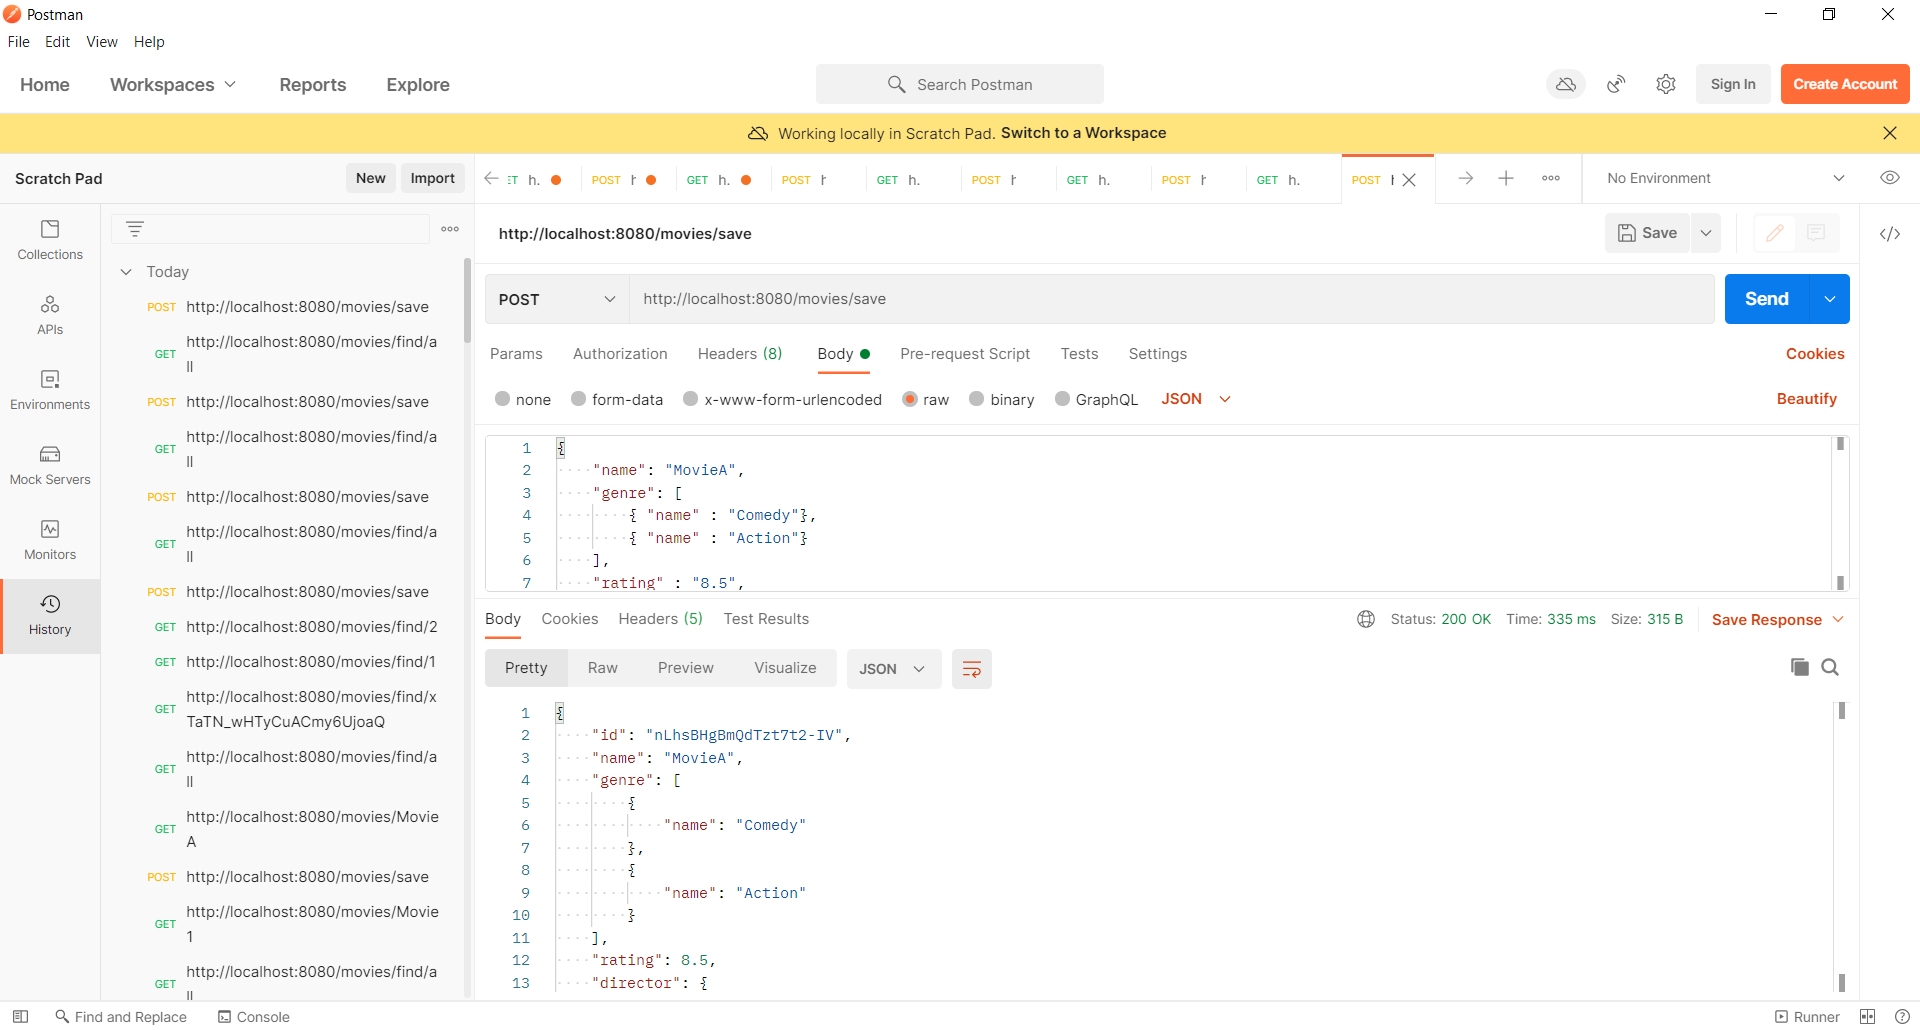 Postman
File Edit View Help
Home Workspaces Reports Explore
Search Postman
Sign In Create Account
Working locally in Scratch Pad. Switch to a Workspace
Scratch Pad New Import
ET h. POST h GET h. POST h GET h. POST h GET h. POST h GET h. POST
No Environment
Collections
APIs
Environments
Mock Servers
Monitors
History
Today
POST http://localhost:8080/movies/save
GET http://localhost:8080/movies/find/a
ll
POST http://localhost:8080/movies/save
GET http://localhost:8080/movies/find/a
ll
POST http://localhost:8080/movies/save
GET http://localhost:8080/movies/find/a
ll
POST http://localhost:8080/movies/save
GET http://localhost:8080/movies/find/2
GET http://localhost:8080/movies/find/1
GET http://localhost:8080/movies/find/x
TaTN_wHTyCuACmy6UjoaQ
GET http://localhost:8080/movies/find/a
ll
GET http://localhost:8080/movies/Movie
A
POST http://localhost:8080/movies/save
GET http://localhost:8080/movies/Movie
1
GET http://localhost:8080/movies/find/a
ll
http://localhost:8080/movies/save
Save
POST http://localhost:8080/movies/save Send
Params Authorization Headers (8) Body Pre-request Script Tests Settings Cookies
none form-data x-www-form-urlencoded raw binary GraphQL JSON Beautify
1 {
2 "name": "MovieA",
3 "genre": [
4 { "name" : "Comedy"},
5 { "name" : "Action"}
6 ],
7 "rating" : "8.5",
Body Cookies Headers (5) Test Results Status: 200 OK Time: 335 ms Size: 315 B Save Response
Pretty Raw Preview Visualize JSON
1 {
2 "id": "nLhsBHgBmQdTzt7t2-IV",
3 "name": "MovieA",
4 "genre": [
5 {
6 "name": "Comedy"
7 },
8 {
9 "name": "Action"
10 }
11 ],
12 "rating": 8.5,
13 "director": {
Find and Replace Console Runner